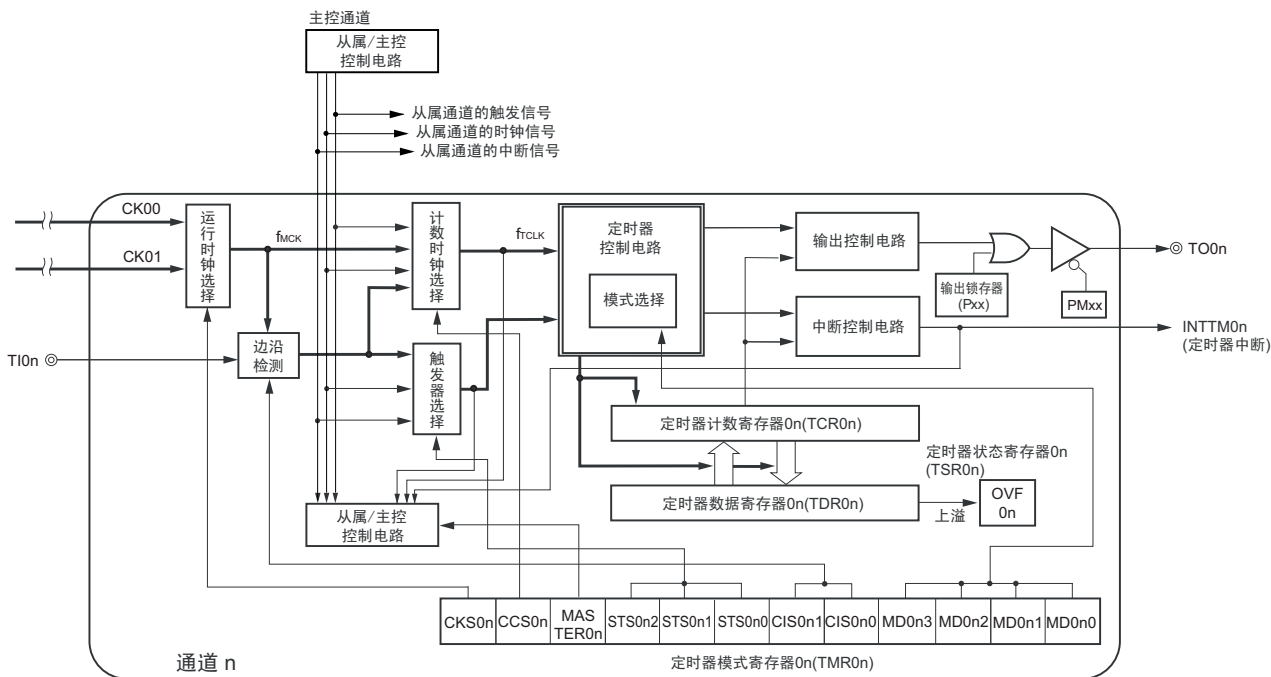 主控通道
从属/主控
控制电路
从属通道的触发信号
从属通道的时钟信号
从属通道的中断信号
CK00
CK01
运行时钟选择
fMCK
计数时钟选择
fTCLK
定时器
控制电路
模式选择
输出控制电路
输出锁存器
(Pxx)
PMxx
TO0n
中断控制电路
INTTM0n
(定时器中断)
TI0n
边沿
检测
触发器选择
定时器计数寄存器0n(TCR0n)
定时器状态寄存器0n
(TSR0n)
定时器数据寄存器0n(TDR0n)
上溢
OVF
0n
从属/主控
控制电路
CKS0n
CCS0n
MAS
TER0n
STS0n2
STS0n1
STS0n0
CIS0n1
CIS0n0
MD0n3
MD0n2
MD0n1
MD0n0
通道 n
定时器模式寄存器0n(TMR0n)